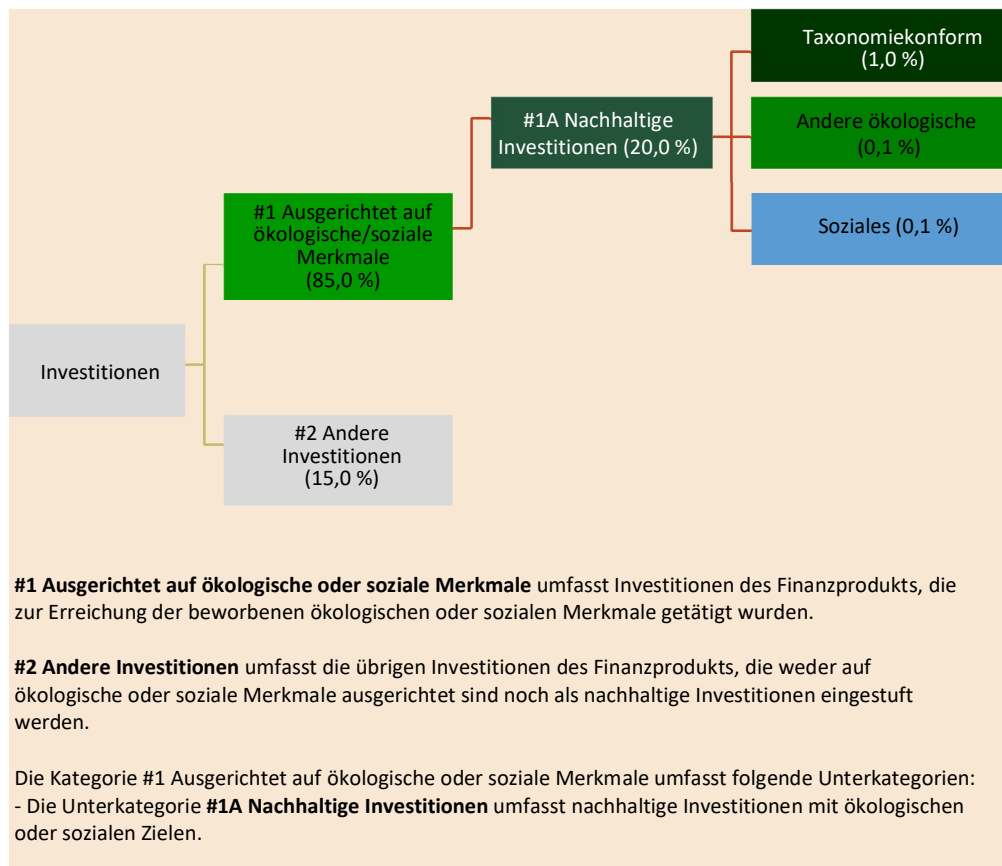 Taxonomiekonform
(1,0 %)
#1A Nachhaltige
Investitionen (20,0 %)
Andere ökologische
(0,1 %)
#1 Ausgerichtet auf
ökologische/soziale
Merkmale
(85,0 %)
Soziales (0,1 %)
Investitionen
#2 Andere
Investitionen
(15,0 %)
#1 Ausgerichtet auf ökologische oder soziale Merkmale umfasst Investitionen des Finanzprodukts, die
zur Erreichung der beworbenen ökologischen oder sozialen Merkmale getätigt wurden.
#2 Andere Investitionen umfasst die übrigen Investitionen des Finanzprodukts, die weder auf
ökologische oder soziale Merkmale ausgerichtet sind noch als nachhaltige Investitionen eingestuft
werden.
Die Kategorie #1 Ausgerichtet auf ökologische oder soziale Merkmale umfasst folgende Unterkategorien:
- Die Unterkategorie #1A Nachhaltige Investitionen umfasst nachhaltige Investitionen mit ökologischen
oder sozialen Zielen.